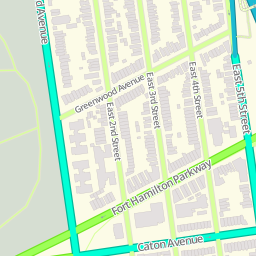 Avenue
Greenwood Avenue
East 2nd Street
East 3rd Street
East 4th Street
East 5th Street
Fort Hamilton Parkway
Caton Avenue